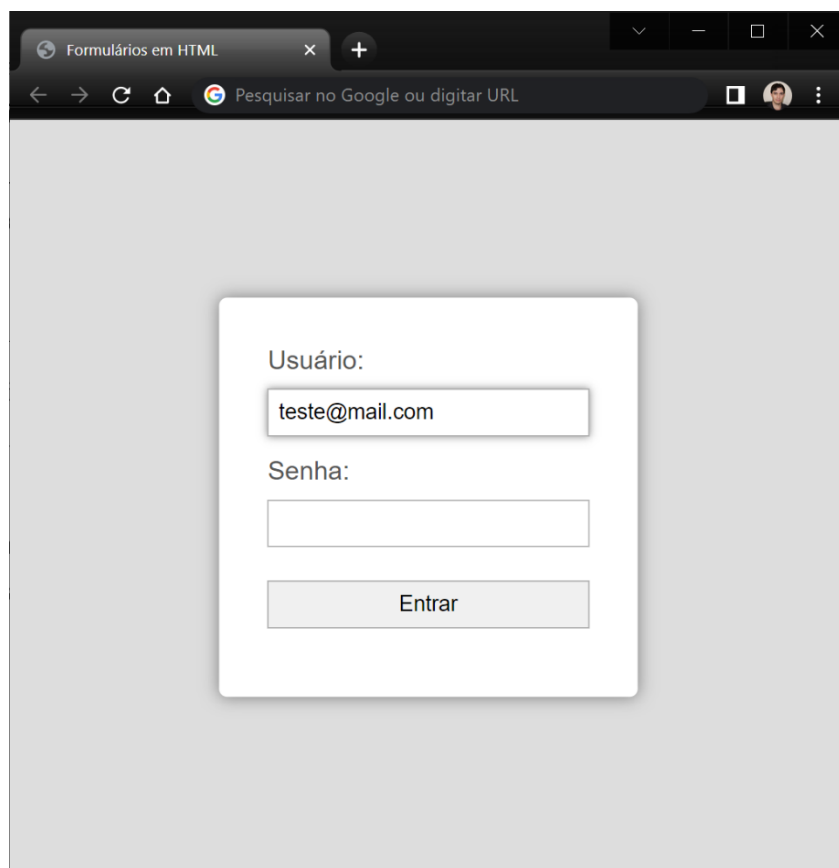 Formulários em HTML
Pesquisar no Google ou digitar URL
Usuário:
teste@mail.com
Senha:
Entrar